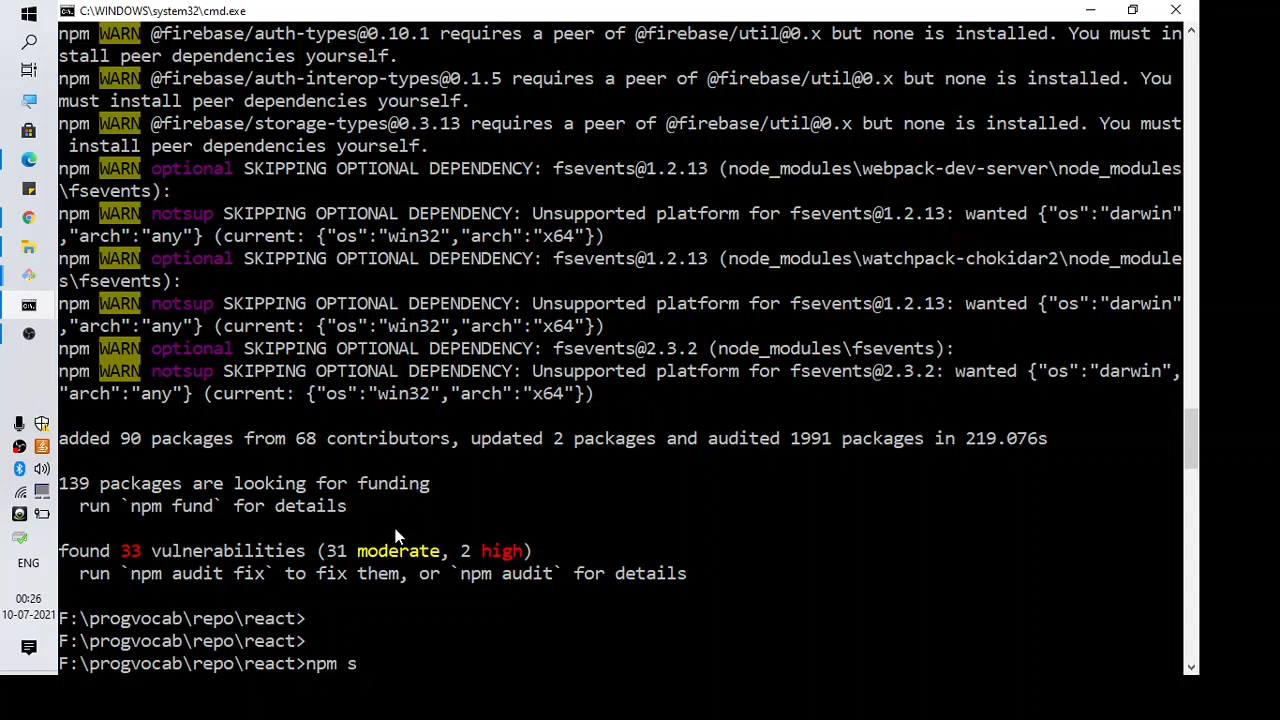 C:\WINDOWS\system32\cmd.exe
npm WARN @firebase/auth-types@0.10.1 requires a peer of @firebase/util@0.x but none is installed. You must in
stall peer dependencies yourself.
npm WARN @firebase/auth-interop-types@0.1.5 requires a peer of @firebase/util@0.x but none is installed. You
must install peer dependencies yourself.
npm WARN @firebase/storage-types@0.3.13 requires a peer of @firebase/util@0.x but none is installed. You must
 install peer dependencies yourself.
npm WARN optional SKIPPING OPTIONAL DEPENDENCY: fsevents@1.2.13 (node_modules\webpack-dev-server\node_modules
\fsevents):
npm WARN notsup SKIPPING OPTIONAL DEPENDENCY: Unsupported platform for fsevents@1.2.13: wanted {"os":"darwin"
,"arch":"any"} (current: {"os":"win32","arch":"x64"})
npm WARN optional SKIPPING OPTIONAL DEPENDENCY: fsevents@1.2.13 (node_modules\watchpack-chokidar2\node_module
s\fsevents):
npm WARN notsup SKIPPING OPTIONAL DEPENDENCY: Unsupported platform for fsevents@1.2.13: wanted {"os":"darwin"
,"arch":"any"} (current: {"os":"win32","arch":"x64"})
npm WARN optional SKIPPING OPTIONAL DEPENDENCY: fsevents@2.3.2 (node_modules\fsevents):
npm WARN notsup SKIPPING OPTIONAL DEPENDENCY: Unsupported platform for fsevents@2.3.2: wanted {"os":"darwin",
"arch":"any"} (current: {"os":"win32","arch":"x64"})
added 90 packages from 68 contributors, updated 2 packages and audited 1991 packages in 219.076s
139 packages are looking for funding
  run `npm fund` for details
found 33 vulnerabilities (31 moderate, 2 high)
  run `npm audit fix` to fix them, or `npm audit` for details
F:\progvocab\repo\react>
F:\progvocab\repo\react>
F:\progvocab\repo\react>npm s
ENG
00:26
10-07-2021